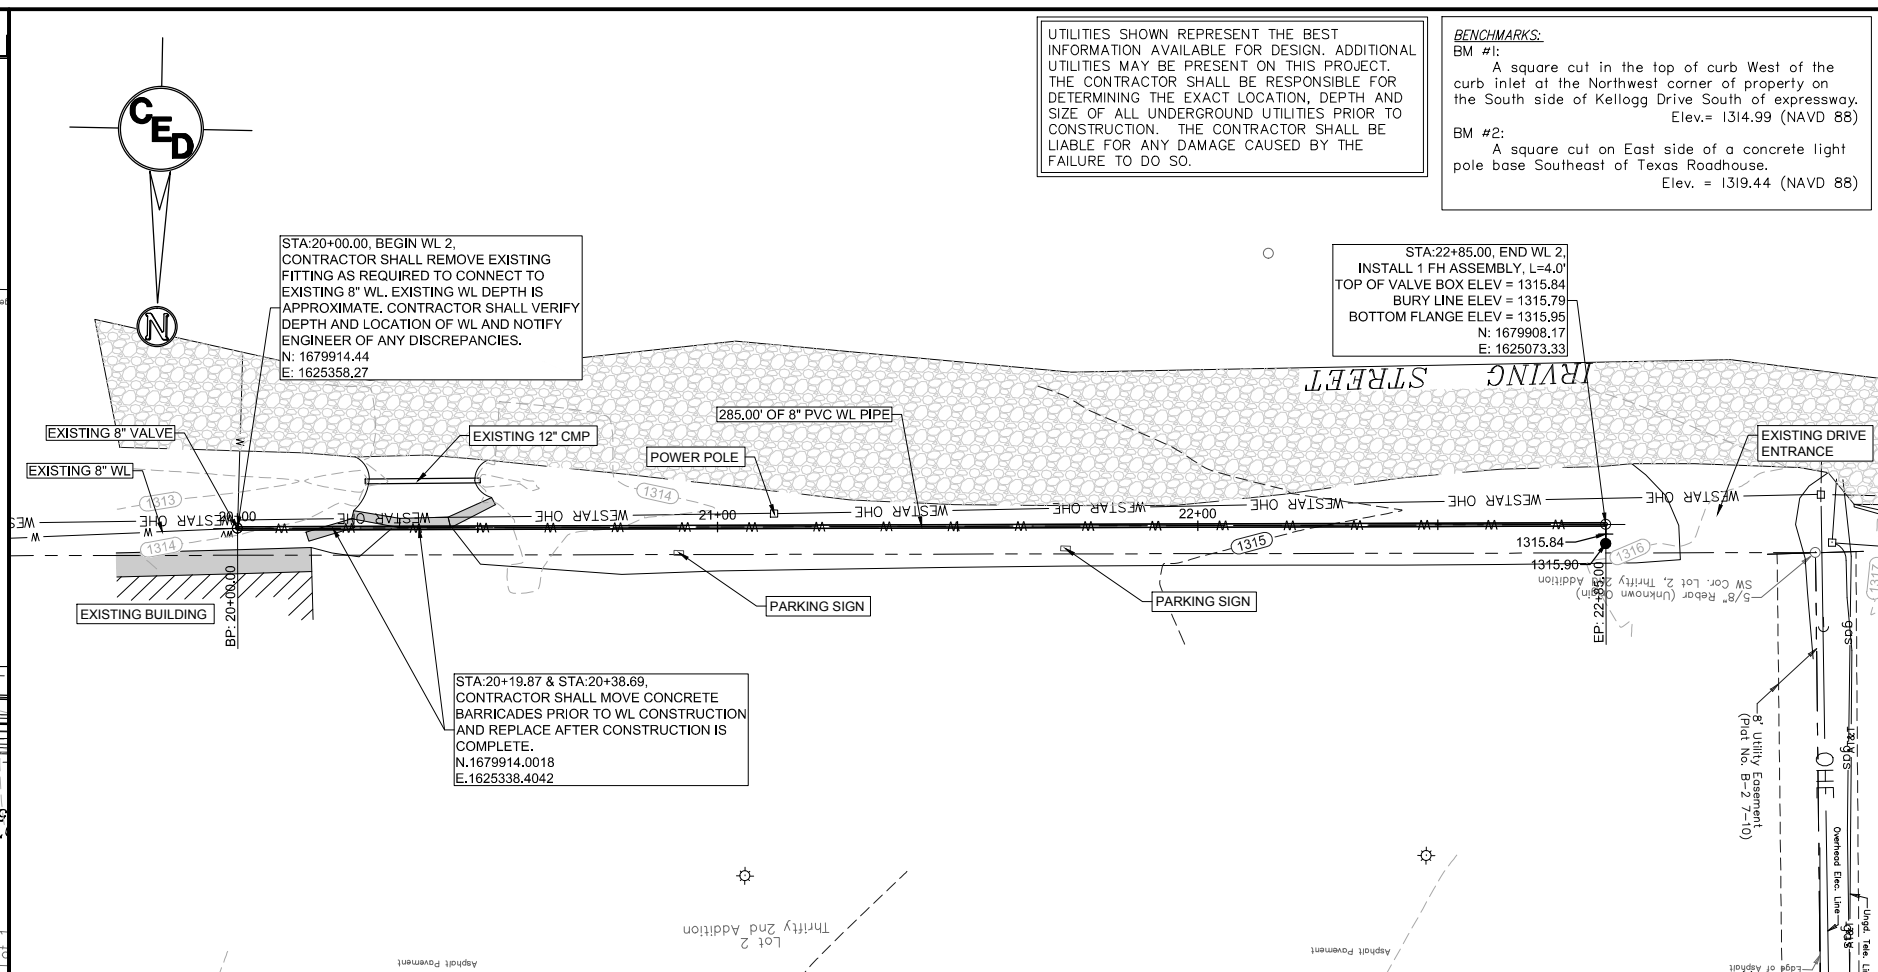 UTILITIES SHOWN REPRESENT THE BEST
INFORMATION AVAILABLE FOR DESIGN. ADDITIONAL
UTILITIES MAY BE PRESENT ON THIS PROJECT.
THE CONTRACTOR SHALL BE RESPONSIBLE FOR
DETERMINING THE EXACT LOCATION, DEPTH AND
SIZE OF ALL UNDERGROUND UTILITIES PRIOR TO
CONSTRUCTION. THE CONTRACTOR SHALL BE
LIABLE FOR ANY DAMAGE CAUSED BY THE
FAILURE TO DO SO.
BENCHMARKS:
BM #1:
A square cut in the top of curb West of the
curb inlet at the Northwest corner of property on
the South side of Kellogg Drive South of expressway.
Elev.= 1314.99 (NAVD 88)
BM #2:
A square cut on East side of a concrete light
pole base Southeast of Texas Roadhouse.
Elev. = 1319.44 (NAVD 88)
CED
N
STA:20+00.00, BEGIN WL 2,
CONTRACTOR SHALL REMOVE EXISTING
FITTING AS REQUIRED TO CONNECT TO
EXISTING 8" WL. EXISTING WL DEPTH IS
APPROXIMATE. CONTRACTOR SHALL VERIFY
DEPTH AND LOCATION OF WL AND NOTIFY
ENGINEER OF ANY DISCREPANCIES.
N: 1679914.44
E: 1625358.27
STA:22+85.00, END WL 2,
INSTALL 1 FH ASSEMBLY, L=4.0'
TOP OF VALVE BOX ELEV = 1315.84
BURY LINE ELEV = 1315.79
BOTTOM FLANGE ELEV = 1315.95
N: 1679908.17
E: 1625073.33
IRVING STREET
285.00' OF 8" PVC WL PIPE
EXISTING 8" VALVE
EXISTING 12" CMP
POWER POLE
EXISTING DRIVE
ENTRANCE
EXISTING 8" WL
1313
1314
WESTAR OHE
WESTAR OHE
WESTAR OHE
WESTAR OHE
WESTAR OHE
WESTAR OHE
WESTAR OHE
WESTAR OHE
20+00
21+00
22+00
1314
1315
1316
1317
1315.84
1315.90
5/8" Rebar (Unknown Origin)
SW Cor. Lot 2, Thrifty 2nd Addition
EXISTING BUILDING
BP: 20+00.00
EP: 22+85.00
PARKING SIGN
PARKING SIGN
STA:20+19.87 & STA:20+38.69,
CONTRACTOR SHALL MOVE CONCRETE
BARRICADES PRIOR TO WL CONSTRUCTION
AND REPLACE AFTER CONSTRUCTION IS
COMPLETE.
N.1679914.0018
E.1625338.4042
8' Utility Easement
(Plat No. B-2 7-10)
gas
gas
OHE
Overhead Elec. Line
Lot 2
Thrifty 2nd Addition
Asphalt Pavement
Asphalt Pavement
Edge of Asphalt
Ungd. Tele.